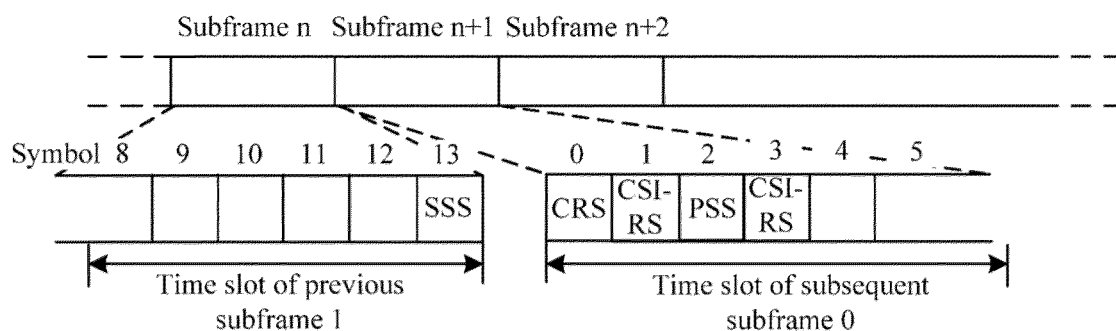 Subframe n Subframe n+1 Subframe n+2
Symbol 8 9 10 11 12 13 0 1 2 3 4 5
SSS CRS CSI-RS PSS CSI-RS
Time slot of previous
subframe 1
Time slot of subsequent
subframe 0